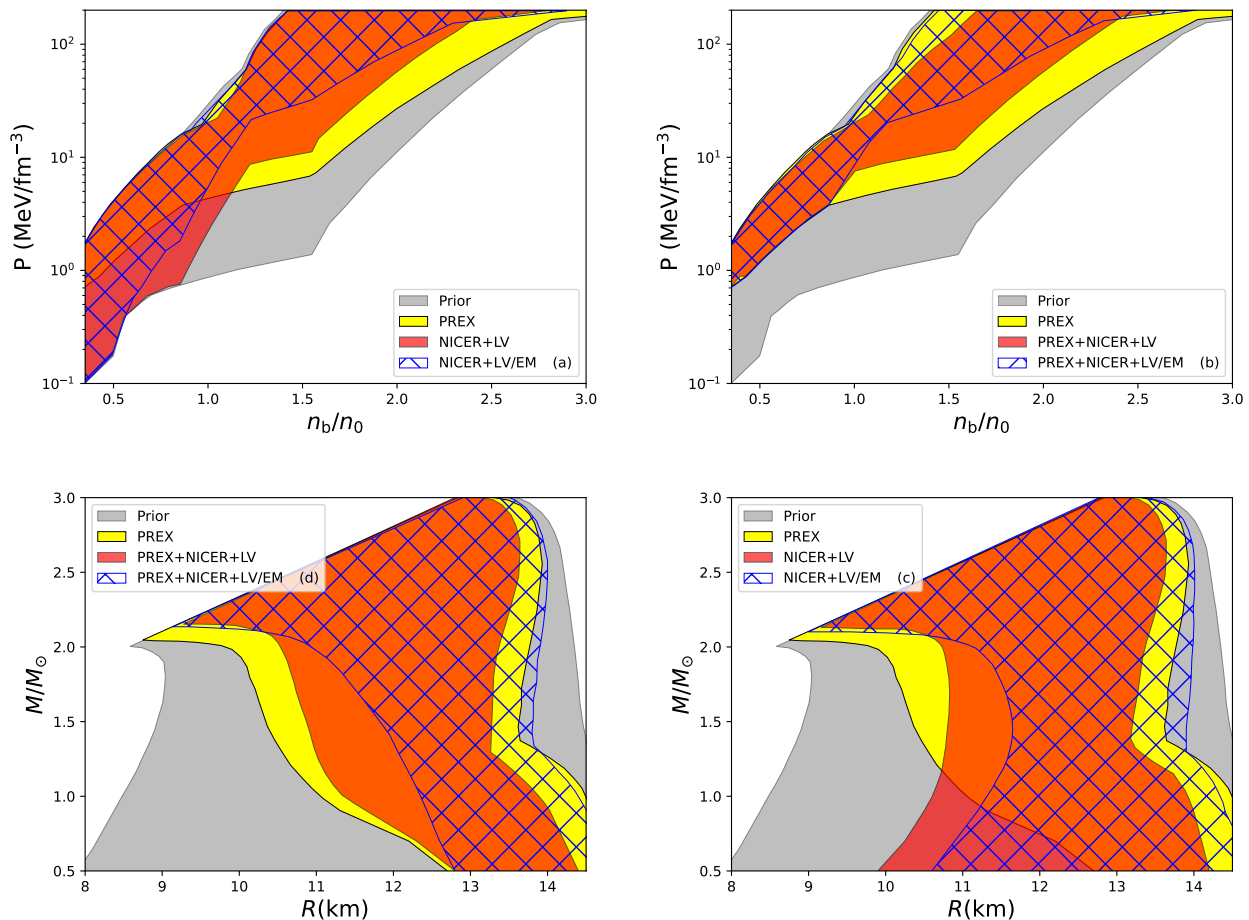 10²
10¹
10⁰
10⁻¹
P (MeV/fm⁻³)
0.5 1.0 1.5 2.0 2.5 3.0
n_b/n_0
Prior
PREX
NICER+LV
NICER+LV/EM (a)
10²
10¹
10⁰
10⁻¹
P (MeV/fm⁻³)
0.5 1.0 1.5 2.0 2.5 3.0
n_b/n_0
Prior
PREX
PREX+NICER+LV
PREX+NICER+LV/EM (b)
3.0
2.5
2.0
1.5
1.0
0.5
M/M_⊙
8 9 10 11 12 13 14
R(km)
Prior
PREX
PREX+NICER+LV
PREX+NICER+LV/EM (d)
3.0
2.5
2.0
1.5
1.0
0.5
M/M_⊙
8 9 10 11 12 13 14
R(km)
Prior
PREX
NICER+LV
NICER+LV/EM (c)